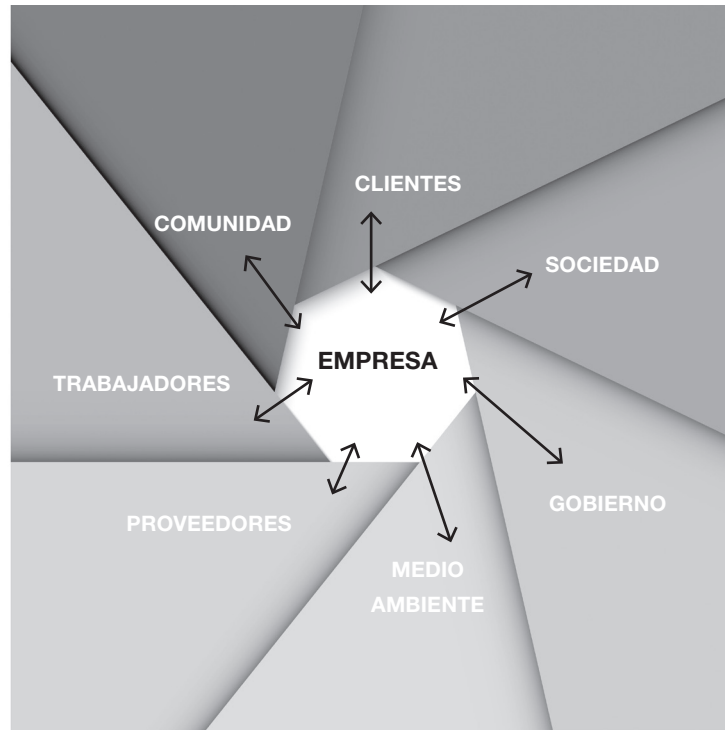 CLIENTES
COMUNIDAD
SOCIEDAD
EMPRESA
TRABAJADORES
GOBIERNO
PROVEEDORES
MEDIO
AMBIENTE